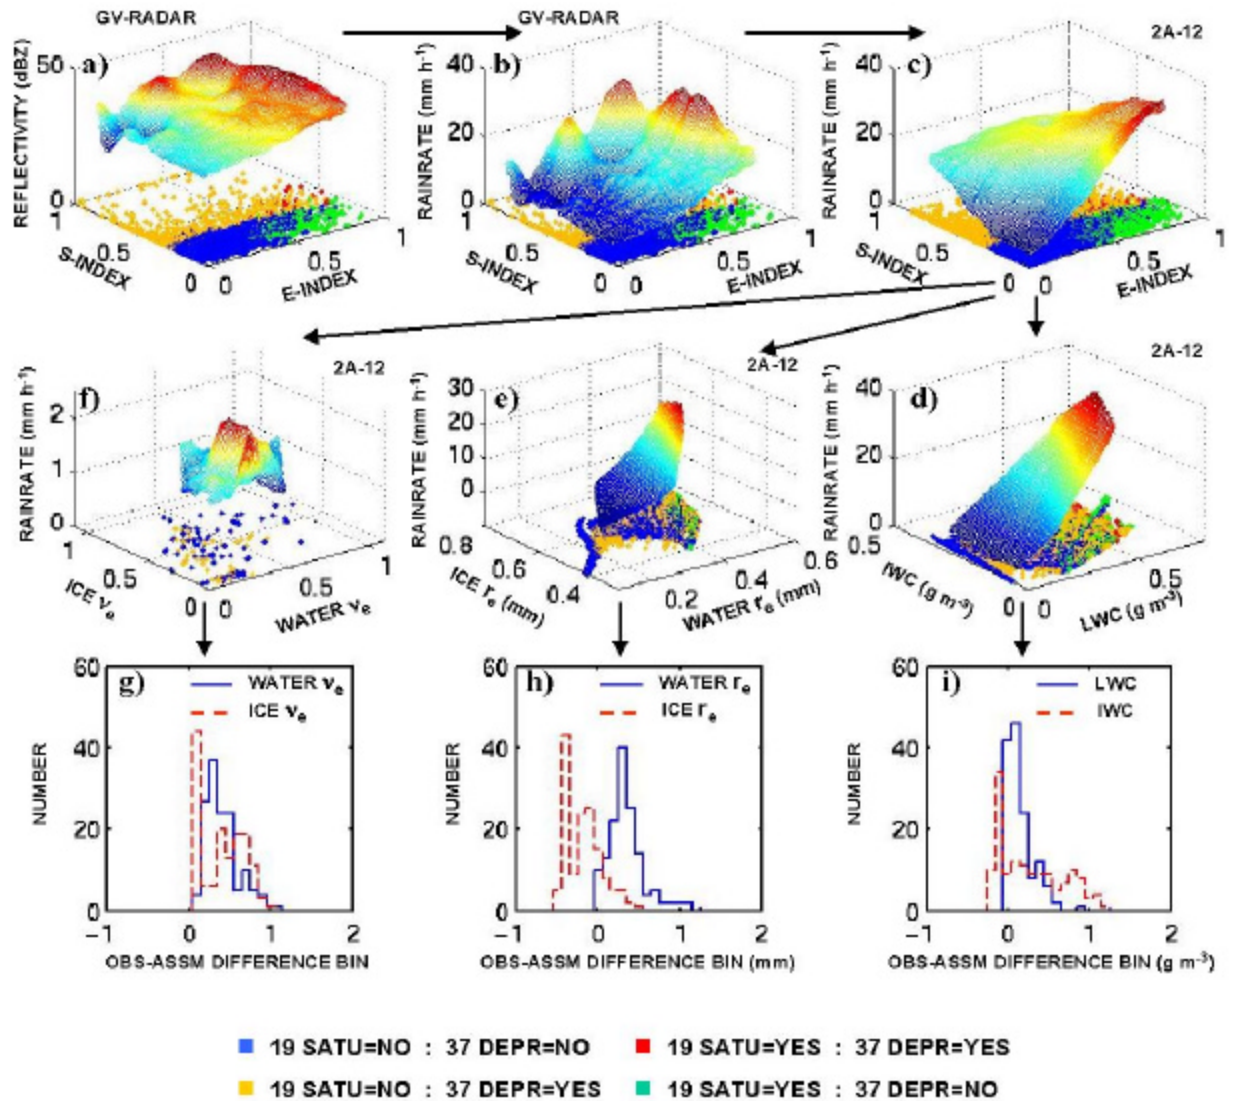 GV-RADAR
GV-RADAR
2A-12
a)
b)
c)
REFLECTIVITY (dBZ)
50
0
1
0.5
0
S-INDEX
0
0.5
1
E-INDEX
RAINRATE (mm h⁻¹)
40
20
0
1
0.5
0
S-INDEX
0
0.5
1
E-INDEX
RAINRATE (mm h⁻¹)
40
20
0
1
0.5
0
S-INDEX
0
0.5
1
E-INDEX
2A-12
2A-12
2A-12
f)
e)
d)
RAINRATE (mm h⁻¹)
2
1
0
1
0.5
0
ICE νe
0
0.5
1
WATER νe
RAINRATE (mm h⁻¹)
30
20
10
0
0.8
0.6
0.4
ICE re (mm)
0.2
0.4
0.6
WATER re (mm)
RAINRATE (mm h⁻¹)
40
20
0
0.5
0
IWC (g m⁻³)
0
0.5
LWC (g m⁻³)
g)
WATER νe
ICE νe
NUMBER
60
40
20
0
−1 0 1 2
OBS-ASSM DIFFERENCE BIN
h)
WATER re
ICE re
NUMBER
60
40
20
0
−1 0 1 2
OBS-ASSM DIFFERENCE BIN (mm)
i)
LWC
IWC
NUMBER
60
40
20
0
−1 0 1 2
OBS-ASSM DIFFERENCE BIN (g m⁻³)
19 SATU=NO : 37 DEPR=NO
19 SATU=YES : 37 DEPR=YES
19 SATU=NO : 37 DEPR=YES
19 SATU=YES : 37 DEPR=NO